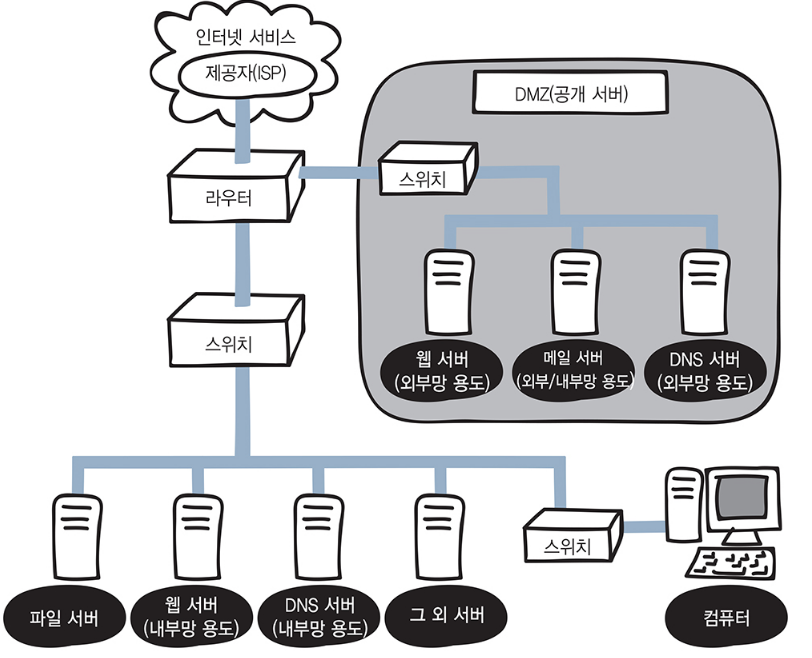 인터넷 서비스
제공자(ISP)
DMZ(공개 서버)
라우터
스위치
스위치
웹 서버
(외부망 용도)
메일 서버
(외부/내부망 용도)
DNS 서버
(외부망 용도)
스위치
파일 서버
웹 서버
(내부망 용도)
DNS 서버
(내부망 용도)
그 외 서버
컴퓨터